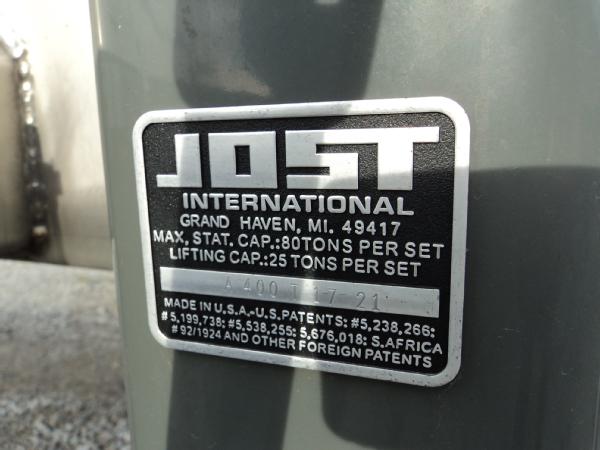 JOST
INTERNATIONAL
GRAND HAVEN, MI. 49417
MAX, STAT. CAP.:80TONS PER SET
LIFTING CAP.:25 TONS PER SET
A 400 T 17 21
MADE IN U.S.A.-U.S.PATENTS: #5,238,266:
#5,199,738: #5,538,255: 5,676,018: S.AFRICA
#92/1924 AND OTHER FOREIGN PATENTS